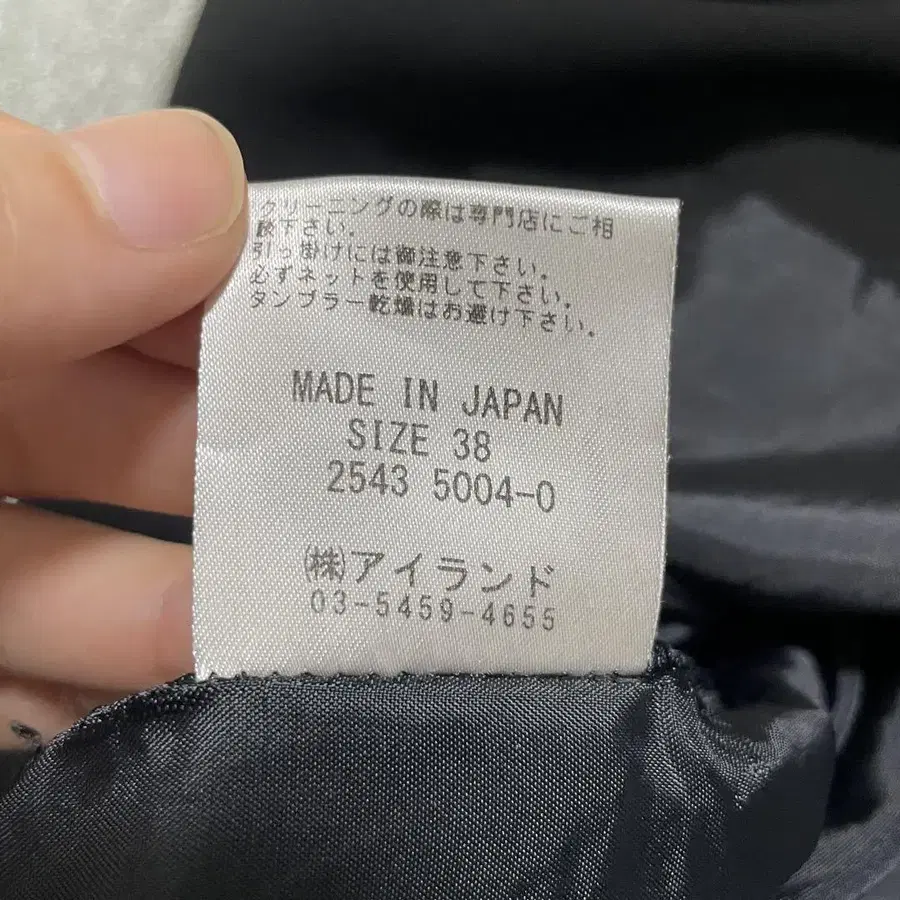 クリーニングの際は専門店にご相
談下さい.
引っ掛けには御注意下さい.
必ずネットを使用して下さい.
タンブラー乾燥はお避け下さい.
MADE IN JAPAN
SIZE 38
2543 5004-0
㈱アイランド
03-5459-4655